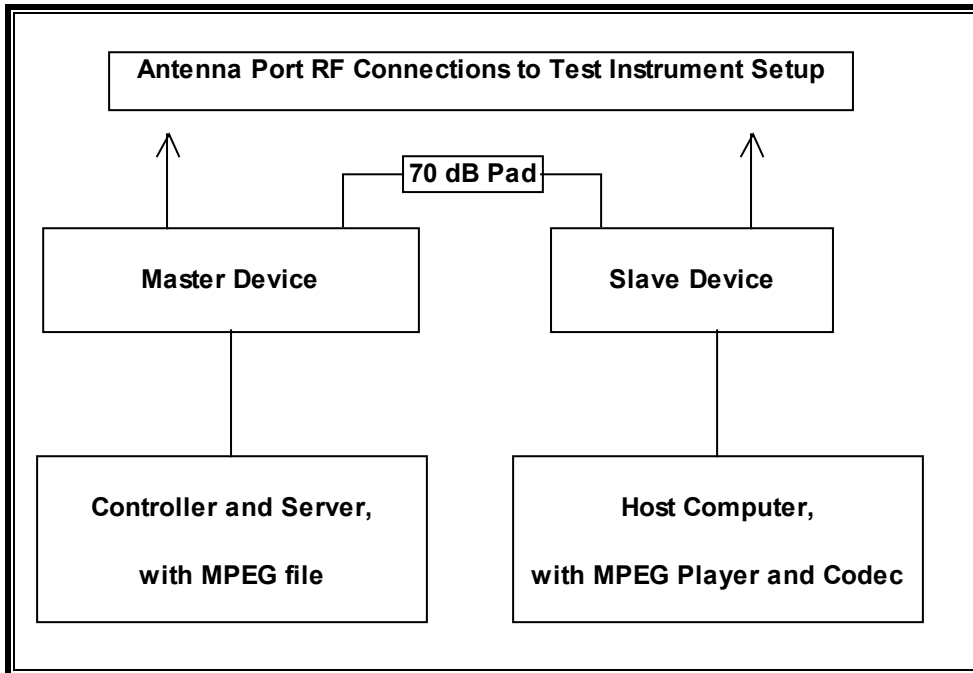 Antenna Port RF Connections to Test Instrument Setup
70 dB Pad
Master Device
Slave Device
Controller and Server,
with MPEG file
Host Computer,
with MPEG Player and Codec